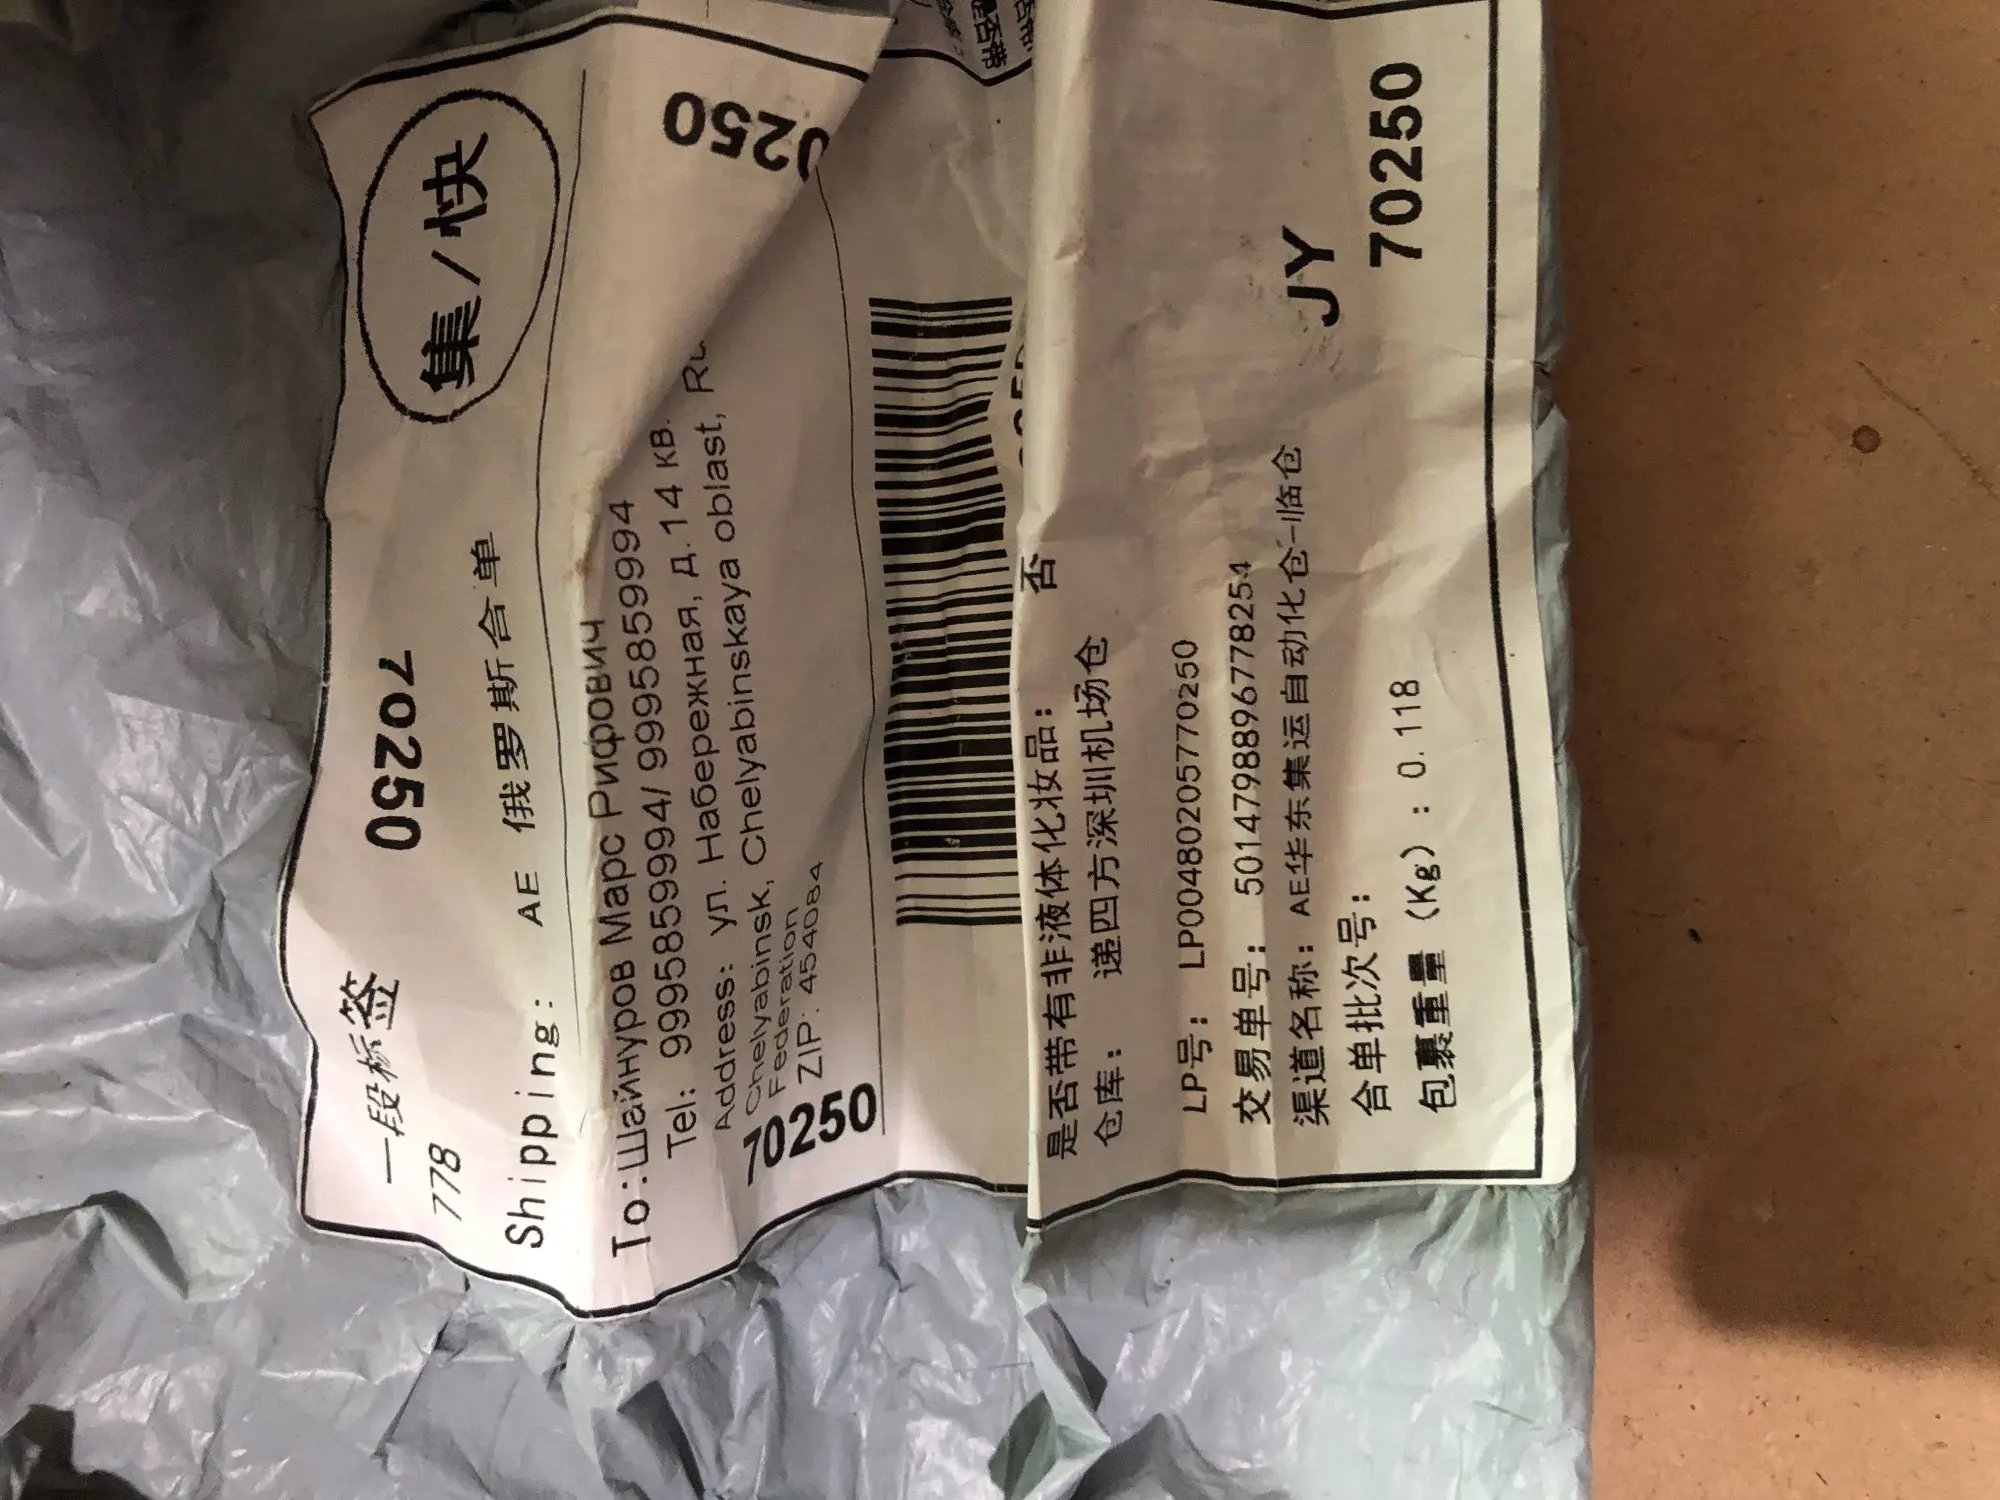 一段标签
70250
集/快
778
Shipping: AE 俄罗斯合单
0250
To:Шайнуров Марс Рифович
Tel: 9995859994/ 9995859994
Address: ул. Набережная, д. 14 кв.
Chelyabinsk, Chelyabinskaya oblast, Ru
Federation
ZIP: 454084
70250
是否带有非液体化妆品: 否
仓库: 递四方深圳机场仓
LP号: LP00480205770250
交易单号: 5014798896778254
渠道名称: AE华东集运自动化仓-临仓
JY
合单批次号:
包裹重量 (Kg) : 0.118
70250